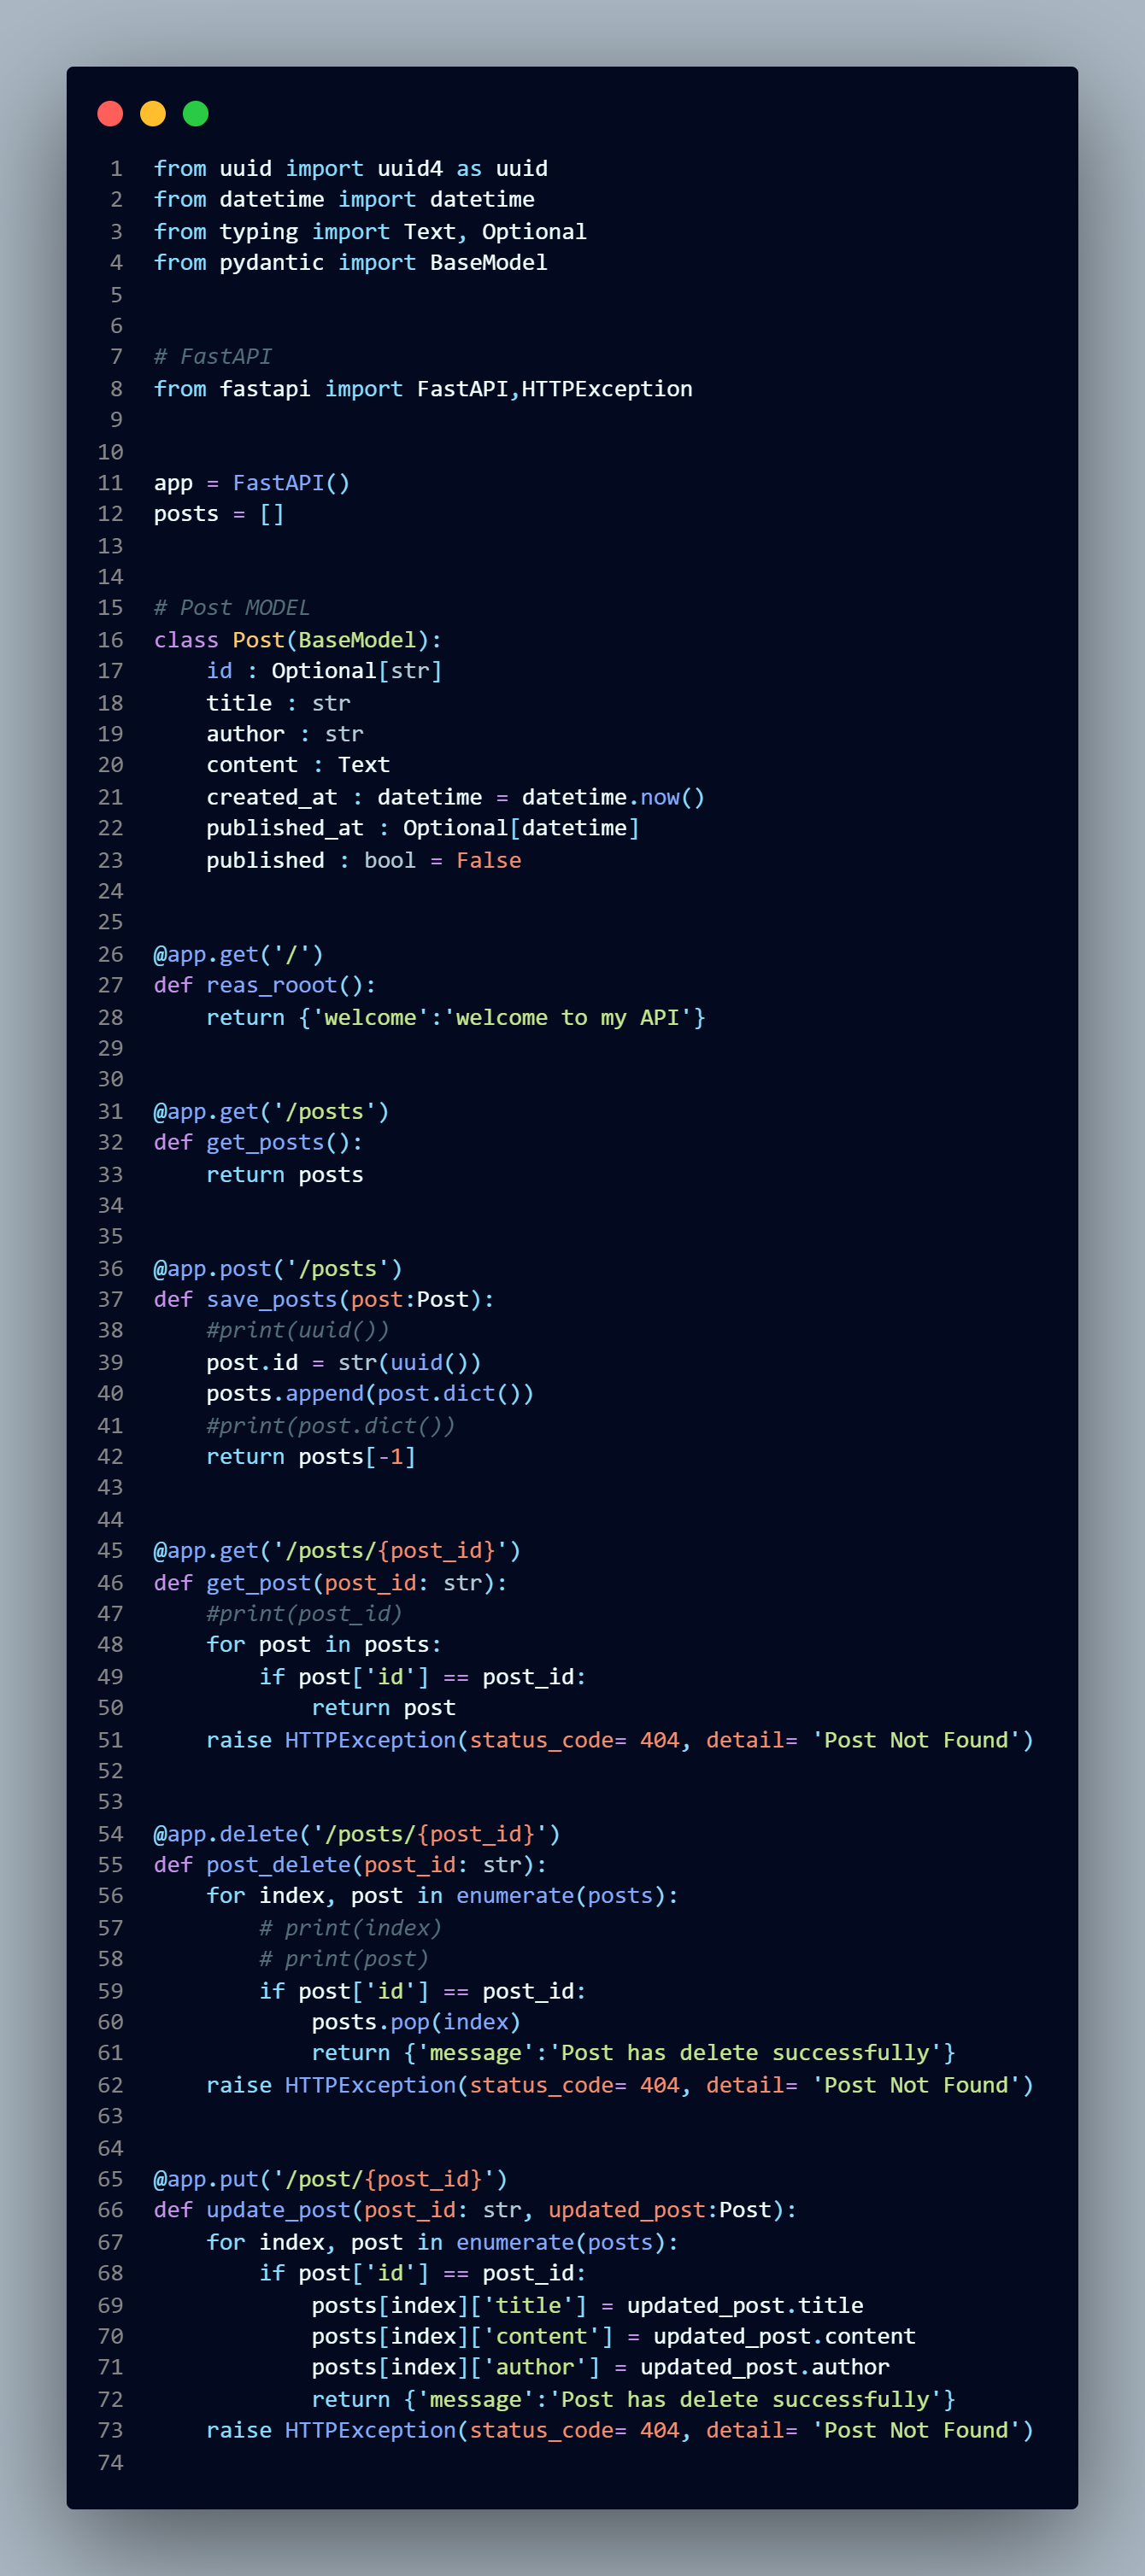 1 from uuid import uuid4 as uuid
2 from datetime import datetime
3 from typing import Text, Optional
4 from pydantic import BaseModel
5
6
7 # FastAPI
8 from fastapi import FastAPI,HTTPException
9
10
11 app = FastAPI()
12 posts = []
13
14
15 # Post MODEL
16 class Post(BaseModel):
17     id : Optional[str]
18     title : str
19     author : str
20     content : Text
21     created_at : datetime = datetime.now()
22     published_at : Optional[datetime]
23     published : bool = False
24
25
26 @app.get('/')
27 def reas_rooot():
28     return {'welcome':'welcome to my API'}
29
30
31 @app.get('/posts')
32 def get_posts():
33     return posts
34
35
36 @app.post('/posts')
37 def save_posts(post:Post):
38     #print(uuid())
39     post.id = str(uuid())
40     posts.append(post.dict())
41     #print(post.dict())
42     return posts[-1]
43
44
45 @app.get('/posts/{post_id}')
46 def get_post(post_id: str):
47     #print(post_id)
48     for post in posts:
49         if post['id'] == post_id:
50             return post
51     raise HTTPException(status_code= 404, detail= 'Post Not Found')
52
53
54 @app.delete('/posts/{post_id}')
55 def post_delete(post_id: str):
56     for index, post in enumerate(posts):
57         # print(index)
58         # print(post)
59         if post['id'] == post_id:
60             posts.pop(index)
61             return {'message':'Post has delete successfully'}
62     raise HTTPException(status_code= 404, detail= 'Post Not Found')
63
64
65 @app.put('/post/{post_id}')
66 def update_post(post_id: str, updated_post:Post):
67     for index, post in enumerate(posts):
68         if post['id'] == post_id:
69             posts[index]['title'] = updated_post.title
70             posts[index]['content'] = updated_post.content
71             posts[index]['author'] = updated_post.author
72             return {'message':'Post has delete successfully'}
73     raise HTTPException(status_code= 404, detail= 'Post Not Found')
74